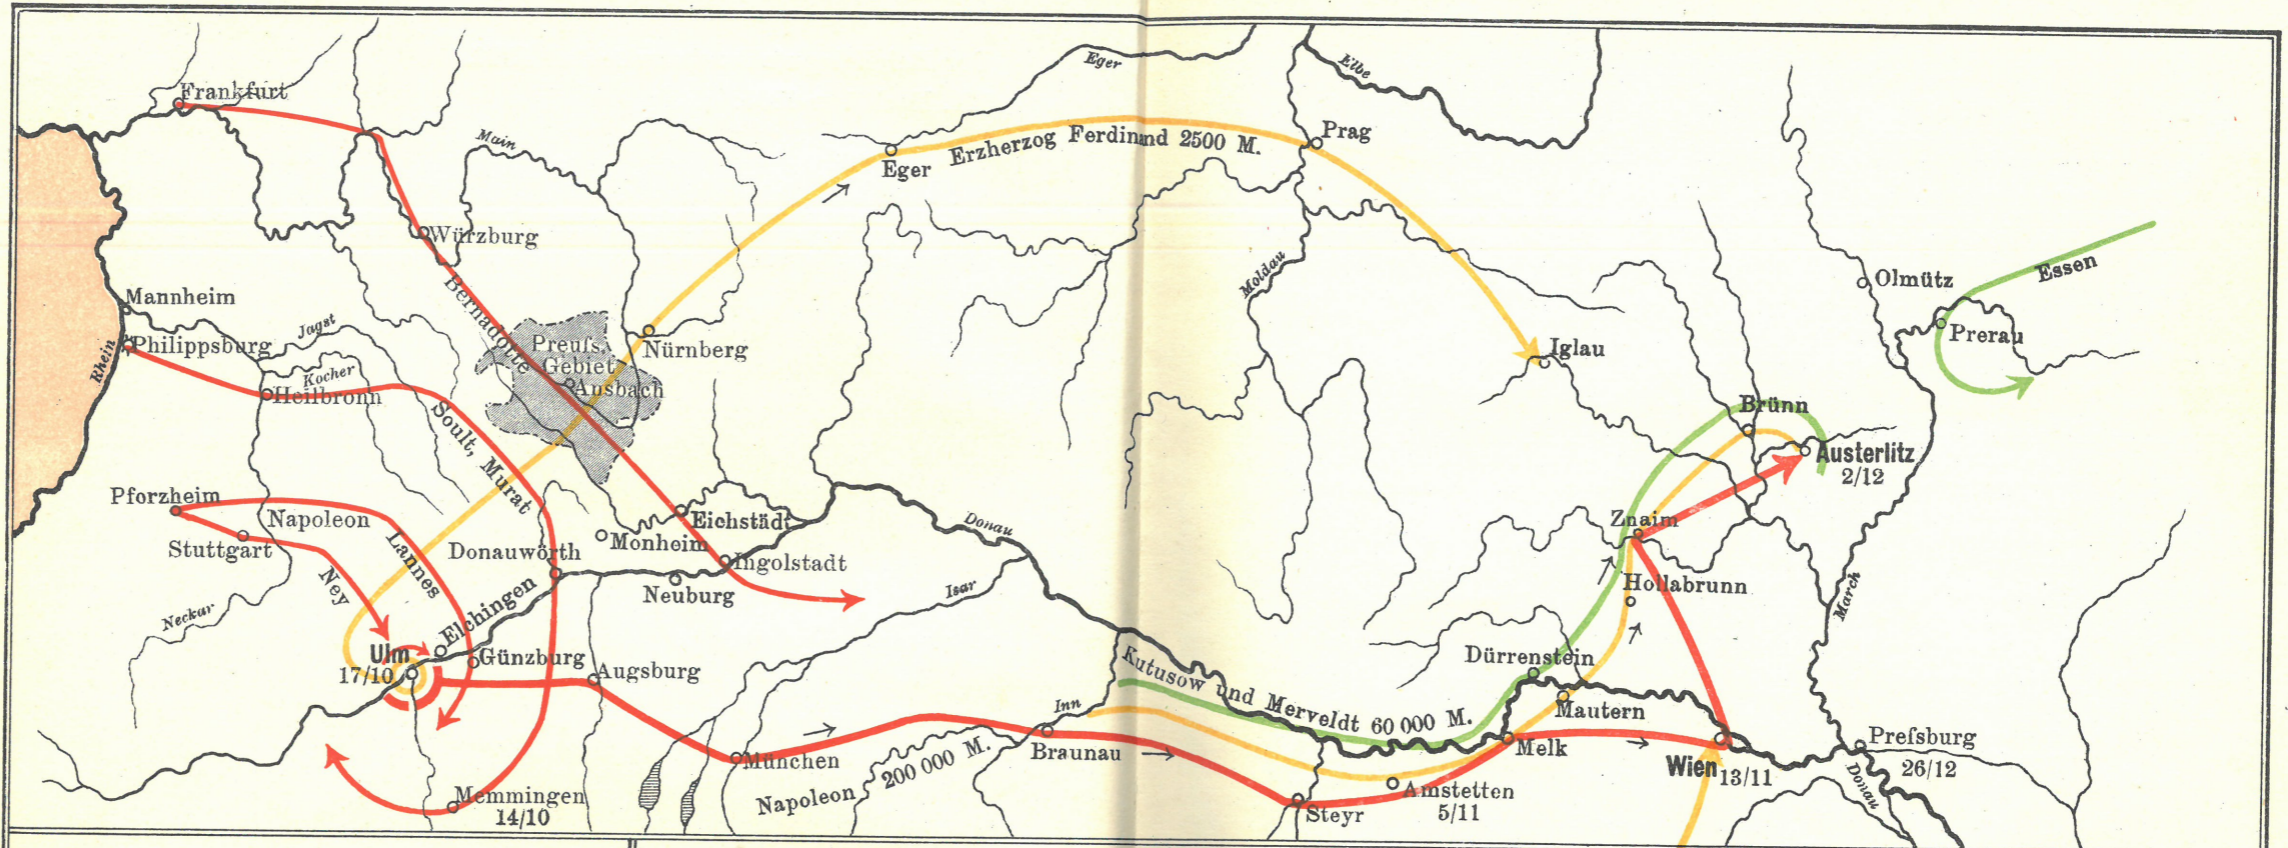 Frankfurt
Eger
Elbe
Main
Prag
Erzherzog Ferdinand 2500 M.
Eger
Würzburg
Moldau
Olmütz
Essen
Mannheim
Jagst
Bernadotte
Prerau
Rhein
Philippsburg
Preuſs.
Gebiet
Nürnberg
Iglau
Kocher
Ansbach
Heilbronn
Brünn
Soult, Murat
Austerlitz
2/12
Pforzheim
Napoleon
Eichstädt
Znaim
Stuttgart
Lannes
Donauwörth
Monheim
Donau
Ingolstadt
Ney
Neuburg
Isar
Hollabrunn
March
Neckar
Elchingen
Ulm
17/10
Günzburg
Augsburg
Dürrenstein
Kutusow und Merveldt 60 000 M.
Inn
Mautern
Braunau
Melk
Preſsburg
26/12
München
Wien 13/11
Donau
Napoleon 200 000 M.
Memmingen
14/10
Amstetten
5/11
Steyr